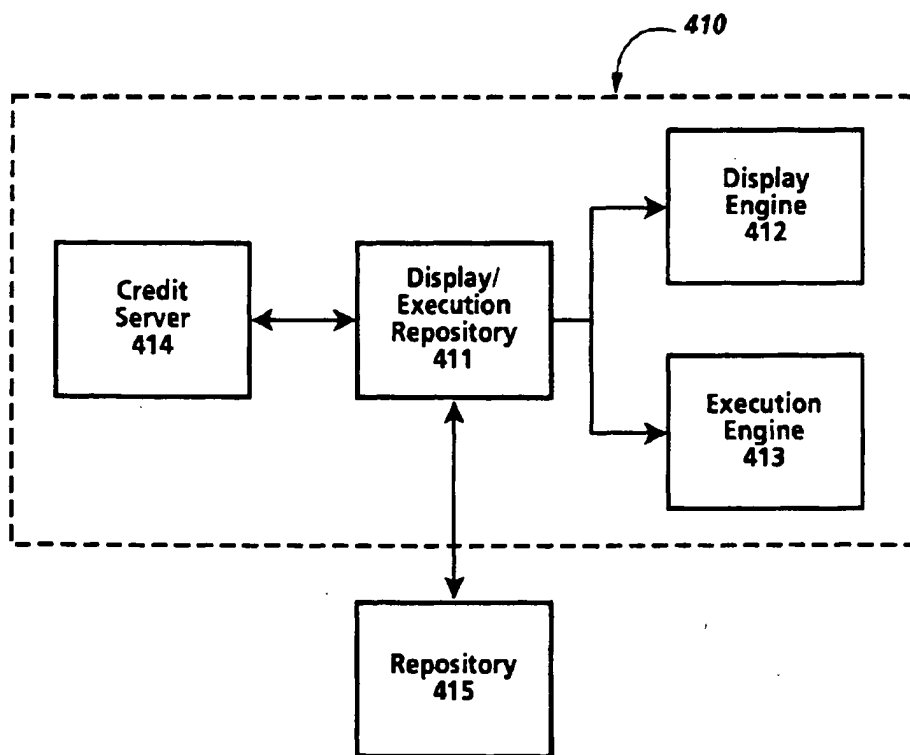 410
Display
Engine
412
Credit
Server
414
Display/
Execution
Repository
411
Execution
Engine
413
Repository
415